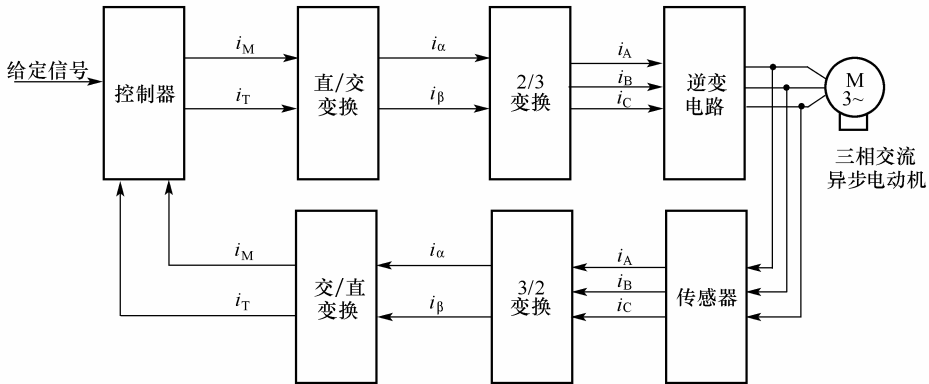 给定信号
控制器
iM
iT
直/交
变换
iα
iβ
2/3
变换
iA
iB
iC
逆变
电路
M
3~
三相交流
异步电动机
iM
iT
交/直
变换
iα
iβ
3/2
变换
iA
iB
iC
传感器